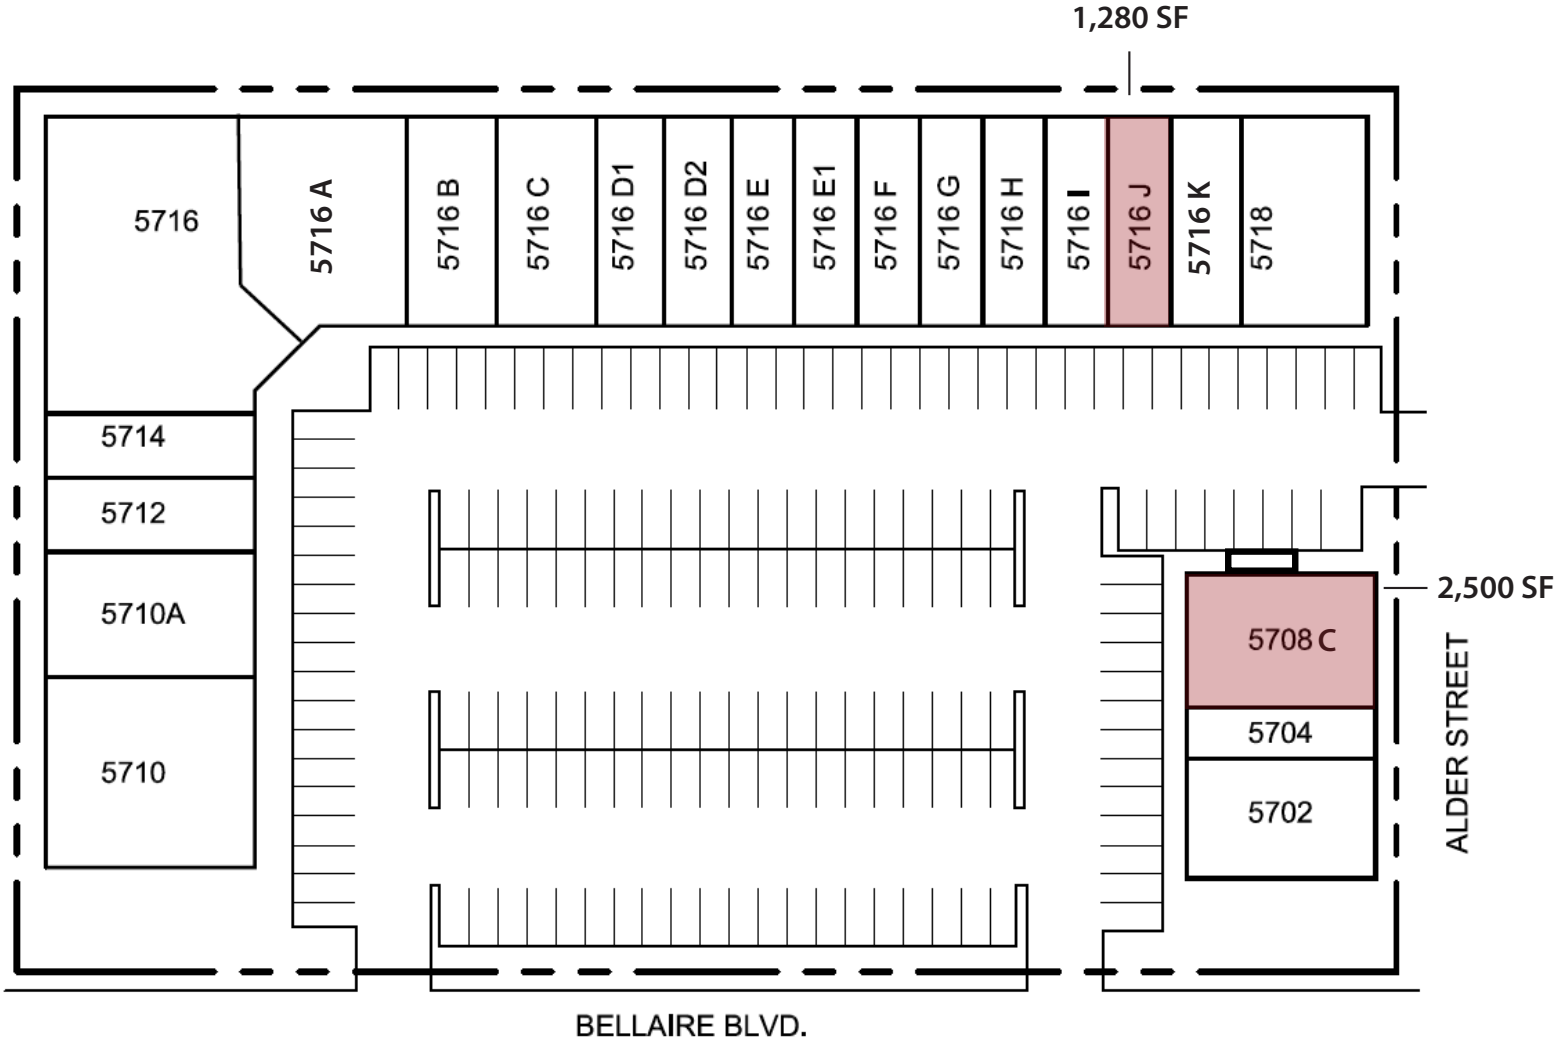 1,280 SF
5716
5716 A
5716 B
5716 C
5716 D1
5716 D2
5716 E
5716 E1
5716 F
5716 G
5716 H
5716 I
5716 J
5716 K
5718
5714
5712
5710A
5710
2,500 SF
5708 C
5704
5702
ALDER STREET
BELLAIRE BLVD.